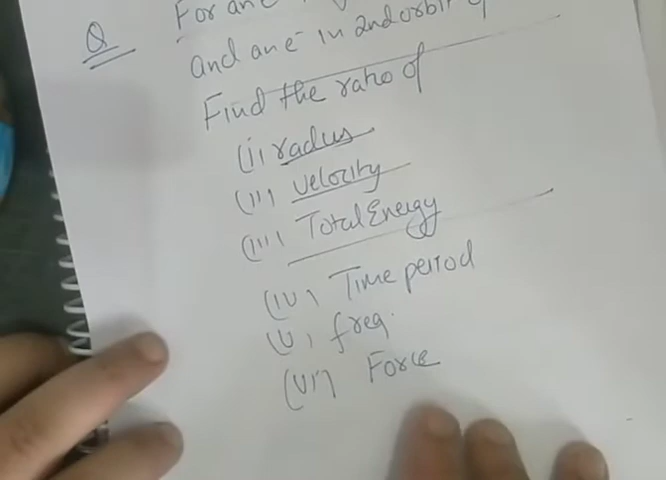 Q For an e
and an e⁻ in 2nd orbit of
Find the ratio of
(i) radius
(ii) velocity
(iii) Total Energy
(iv) Time period
(v) freq.
(vi) Force